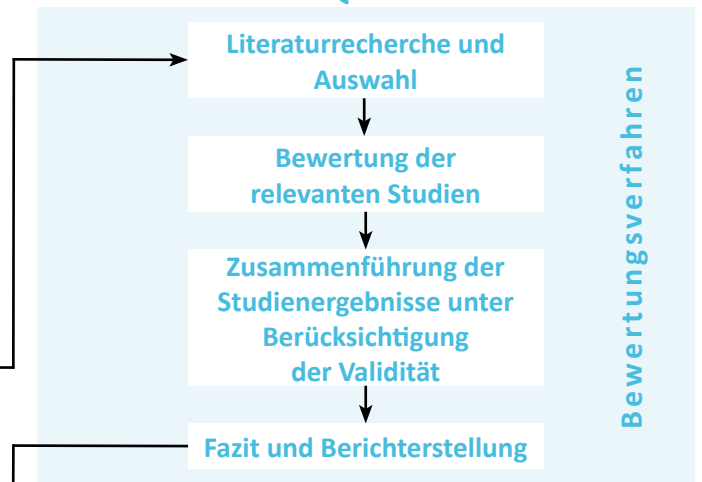 Literaturrecherche und
Auswahl
Bewertung der
relevanten Studien
Zusammenführung der
Studienergebnisse unter
Berücksichtigung
der Validität
Fazit und Berichterstellung
Bewertungsverfahren